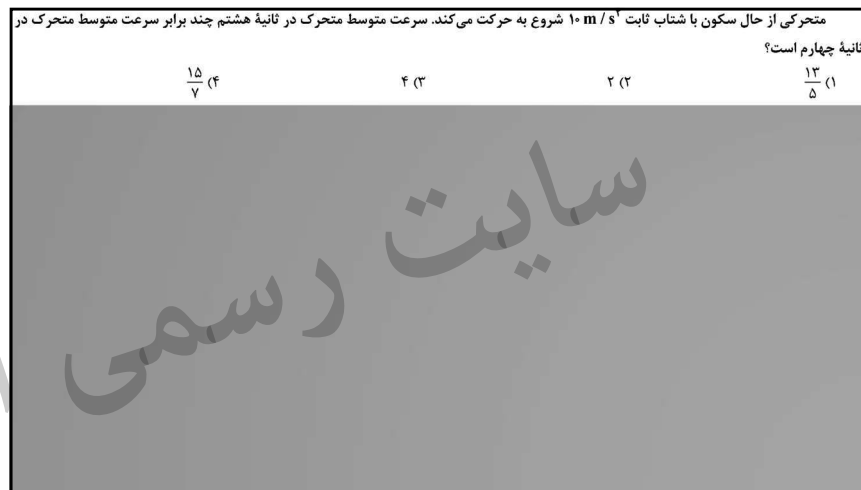 متحرکی از حال سکون با شتاب ثابت ۱۰ m / s² شروع به حرکت می‌کند. سرعت متوسط متحرک در ثانیهٔ هشتم چند برابر سرعت متوسط متحرک در
ثانیهٔ چهارم است؟
۱) ۱۳/۵ ۲) ۲ ۳) ۴ ۴) ۱۵/۷
سایت رسمی